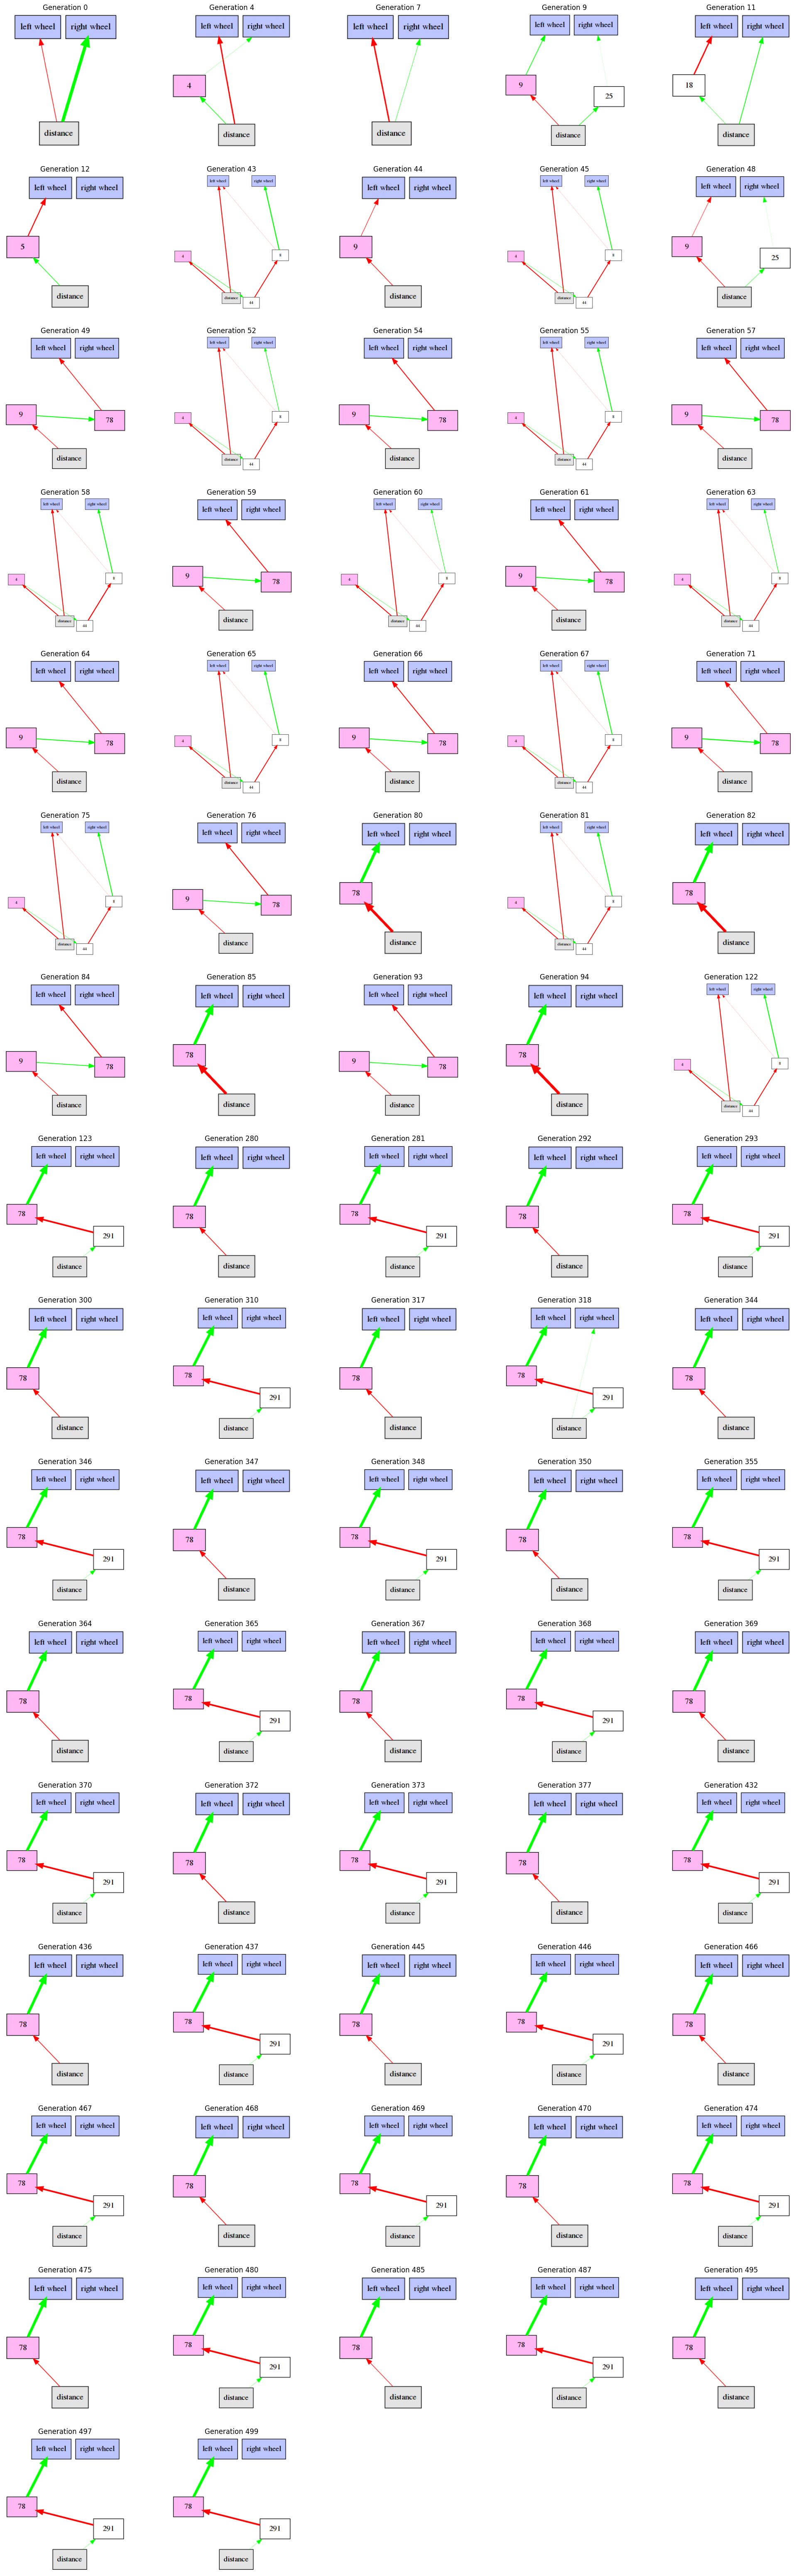 Generation 0
left wheel right wheel
distance
Generation 4
left wheel right wheel
4
distance
Generation 7
left wheel right wheel
distance
Generation 9
left wheel right wheel
9
25
distance
Generation 11
left wheel right wheel
18
distance
Generation 12
left wheel right wheel
5
distance
Generation 43
left wheel right wheel
4 8
distance 44
Generation 44
left wheel right wheel
9
distance
Generation 45
left wheel right wheel
4 8
distance 44
Generation 48
left wheel right wheel
9
25
distance
Generation 49
left wheel right wheel
9 78
distance
Generation 52
left wheel right wheel
4 8
distance 44
Generation 54
left wheel right wheel
9 78
distance
Generation 55
left wheel right wheel
4 8
distance 44
Generation 57
left wheel right wheel
9 78
distance
Generation 58
left wheel right wheel
4 8
distance 44
Generation 59
left wheel right wheel
9 78
distance
Generation 60
left wheel right wheel
4 8
distance 44
Generation 61
left wheel right wheel
9 78
distance
Generation 63
left wheel right wheel
4 8
distance 44
Generation 64
left wheel right wheel
9 78
distance
Generation 65
left wheel right wheel
4 8
distance 44
Generation 66
left wheel right wheel
9 78
distance
Generation 67
left wheel right wheel
4 8
distance 44
Generation 71
left wheel right wheel
9 78
distance
Generation 75
left wheel right wheel
4 8
distance 44
Generation 76
left wheel right wheel
9 78
distance
Generation 80
left wheel right wheel
78
distance
Generation 81
left wheel right wheel
4 8
distance 44
Generation 82
left wheel right wheel
78
distance
Generation 84
left wheel right wheel
9 78
distance
Generation 85
left wheel right wheel
78
distance
Generation 93
left wheel right wheel
9 78
distance
Generation 94
left wheel right wheel
78
distance
Generation 122
left wheel right wheel
4 8
distance 44
Generation 123
left wheel right wheel
78
291
distance
Generation 280
left wheel right wheel
78
distance
Generation 281
left wheel right wheel
78
291
distance
Generation 292
left wheel right wheel
78
distance
Generation 293
left wheel right wheel
78
291
distance
Generation 300
left wheel right wheel
78
distance
Generation 310
left wheel right wheel
78
291
distance
Generation 317
left wheel right wheel
78
distance
Generation 318
left wheel right wheel
78
291
distance
Generation 344
left wheel right wheel
78
distance
Generation 346
left wheel right wheel
78
291
distance
Generation 347
left wheel right wheel
78
distance
Generation 348
left wheel right wheel
78
291
distance
Generation 350
left wheel right wheel
78
distance
Generation 355
left wheel right wheel
78
291
distance
Generation 364
left wheel right wheel
78
distance
Generation 365
left wheel right wheel
78
291
distance
Generation 367
left wheel right wheel
78
distance
Generation 368
left wheel right wheel
78
291
distance
Generation 369
left wheel right wheel
78
distance
Generation 370
left wheel right wheel
78
291
distance
Generation 372
left wheel right wheel
78
distance
Generation 373
left wheel right wheel
78
291
distance
Generation 377
left wheel right wheel
78
distance
Generation 432
left wheel right wheel
78
291
distance
Generation 436
left wheel right wheel
78
distance
Generation 437
left wheel right wheel
78
291
distance
Generation 445
left wheel right wheel
78
distance
Generation 446
left wheel right wheel
78
291
distance
Generation 466
left wheel right wheel
78
distance
Generation 467
left wheel right wheel
78
291
distance
Generation 468
left wheel right wheel
78
distance
Generation 469
left wheel right wheel
78
291
distance
Generation 470
left wheel right wheel
78
distance
Generation 474
left wheel right wheel
78
291
distance
Generation 475
left wheel right wheel
78
distance
Generation 480
left wheel right wheel
78
291
distance
Generation 485
left wheel right wheel
78
distance
Generation 487
left wheel right wheel
78
291
distance
Generation 495
left wheel right wheel
78
distance
Generation 497
left wheel right wheel
78
291
distance
Generation 499
left wheel right wheel
78
291
distance